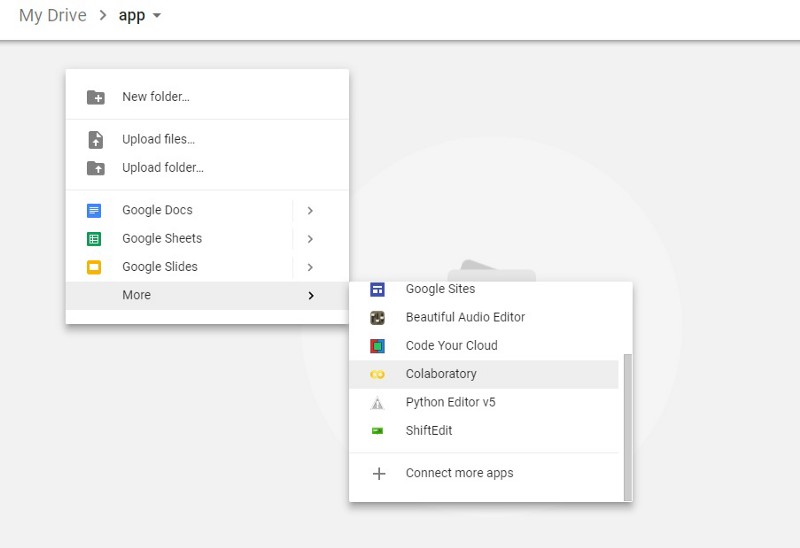 My Drive > app
New folder...
Upload files...
Upload folder...
Google Docs
Google Sheets
Google Slides
More
Google Sites
Beautiful Audio Editor
Code Your Cloud
Colaboratory
Python Editor v5
ShiftEdit
Connect more apps